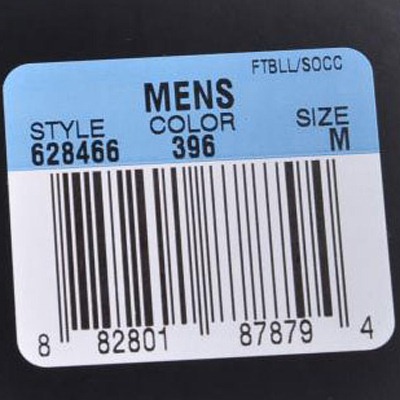 FTBLL/SOCC
MENS
STYLE COLOR SIZE
628466 396 M
8 82801 87879 4